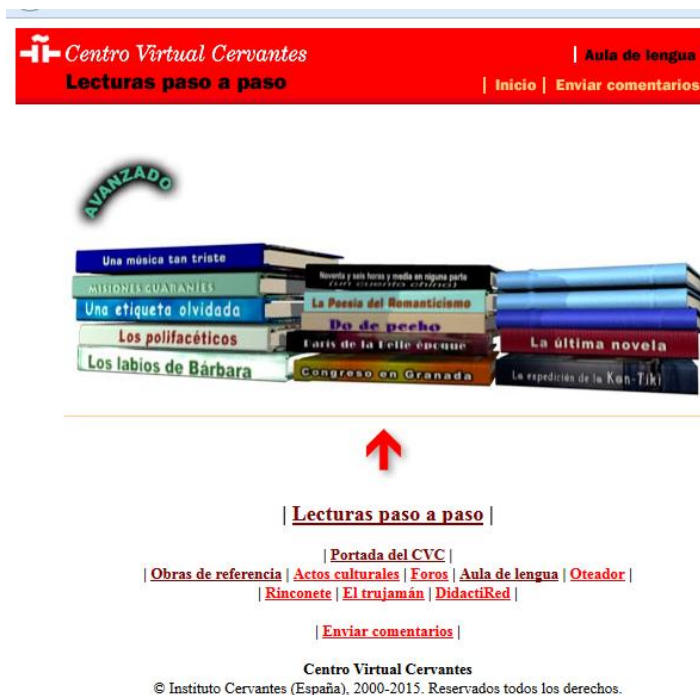 Centro Virtual Cervantes
| Aula de lengua
Lecturas paso a paso
| Inicio | Enviar comentarios
AVANZADO
Una música tan triste
MISIONES GUARANÍES
Una etiqueta olvidada
Los polifacéticos
Los labios de Bárbara
Noventa y seis horas y media en niguna parte
(un cuento chino)
La Poesía del Romanticismo
Do de pecho
París de la Belle époque
Congreso en Granada
La última novela
La expedición de la Kon-Tiki
| Lecturas paso a paso |
| Portada del CVC |
| Obras de referencia | Actos culturales | Foros | Aula de lengua | Oteador |
| Rinconete | El trujamán | DidactiRed |
| Enviar comentarios |
Centro Virtual Cervantes
© Instituto Cervantes (España), 2000-2015. Reservados todos los derechos.